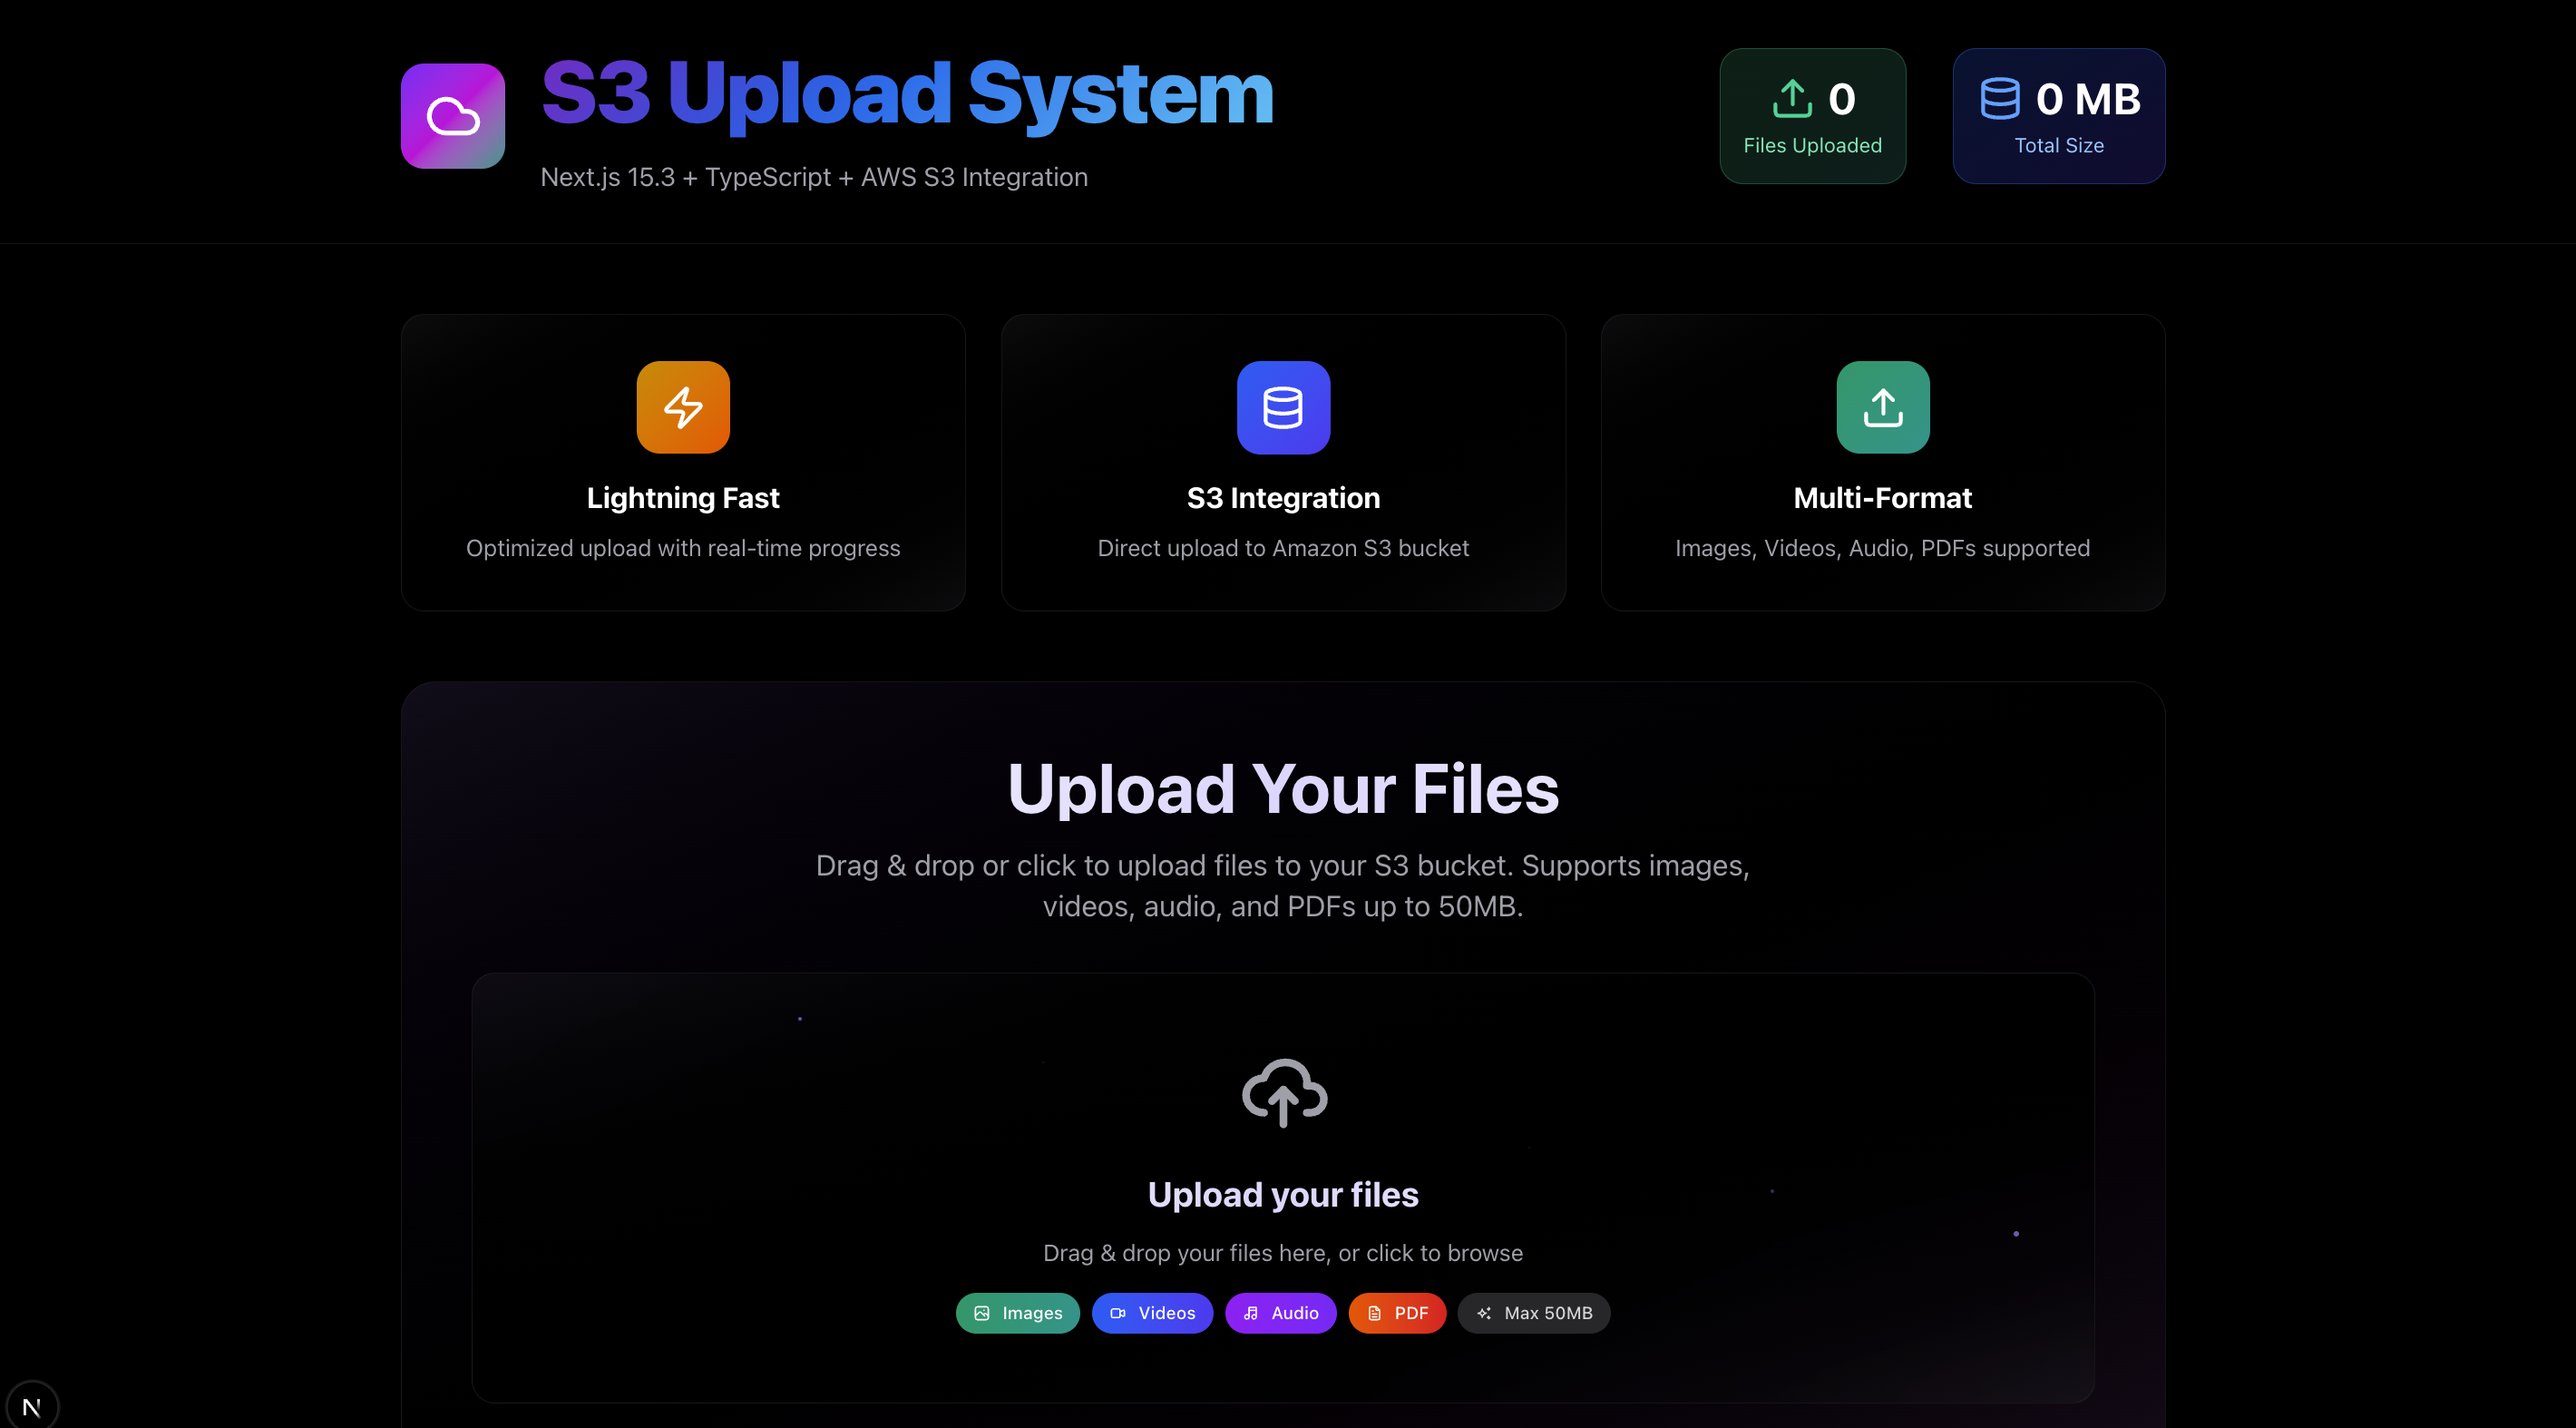 S3 Upload System
Next.js 15.3 + TypeScript + AWS S3 Integration
0
Files Uploaded
0 MB
Total Size
Lightning Fast
Optimized upload with real-time progress
S3 Integration
Direct upload to Amazon S3 bucket
Multi-Format
Images, Videos, Audio, PDFs supported
Upload Your Files
Drag & drop or click to upload files to your S3 bucket. Supports images,
videos, audio, and PDFs up to 50MB.
Upload your files
Drag & drop your files here, or click to browse
Images
Videos
Audio
PDF
Max 50MB
N